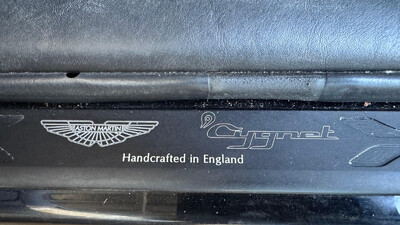 ASTON MARTIN Cygnet
Handcrafted in England